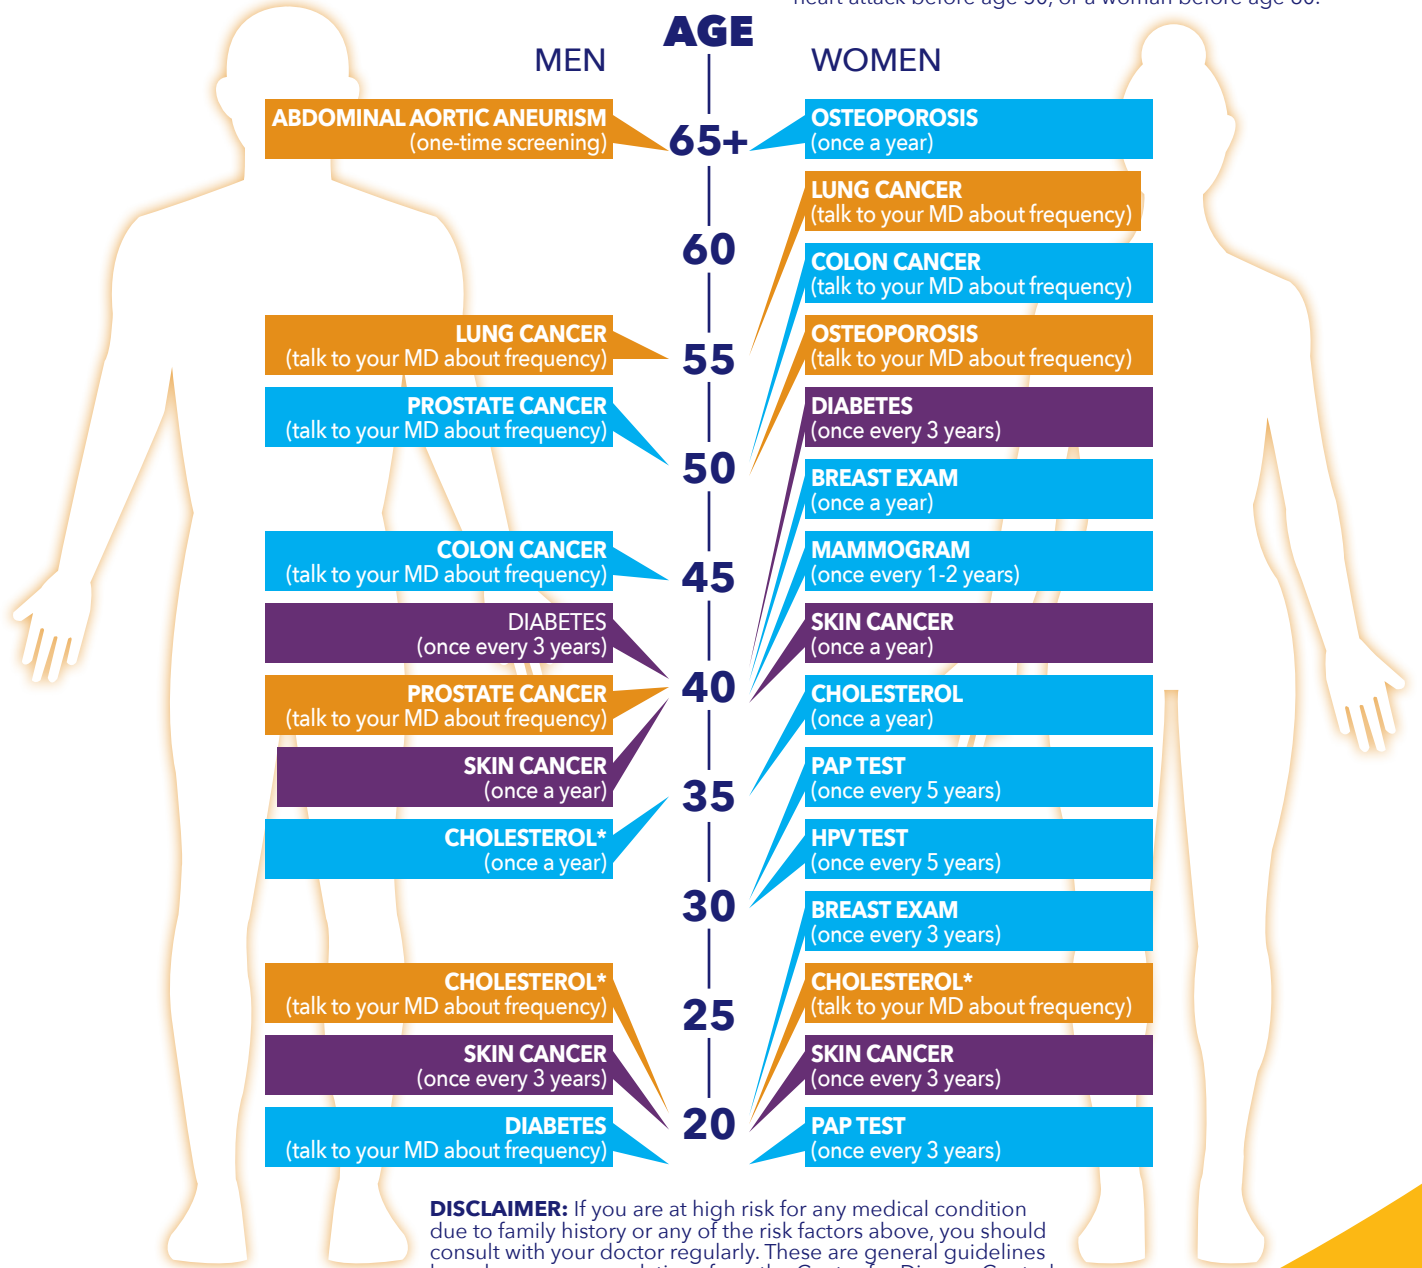 heart attack before age 50, or a woman before age 60.
AGE
MEN
WOMEN
ABDOMINAL AORTIC ANEURISM
(one-time screening)
65+
OSTEOPOROSIS
(once a year)
LUNG CANCER
(talk to your MD about frequency)
60
COLON CANCER
(talk to your MD about frequency)
LUNG CANCER
(talk to your MD about frequency)
55
OSTEOPOROSIS
(talk to your MD about frequency)
PROSTATE CANCER
(talk to your MD about frequency)
DIABETES
(once every 3 years)
50
BREAST EXAM
(once a year)
COLON CANCER
(talk to your MD about frequency)
45
MAMMOGRAM
(once every 1-2 years)
DIABETES
(once every 3 years)
SKIN CANCER
(once a year)
40
PROSTATE CANCER
(talk to your MD about frequency)
CHOLESTEROL
(once a year)
SKIN CANCER
(once a year)
35
PAP TEST
(once every 5 years)
CHOLESTEROL*
(once a year)
HPV TEST
(once every 5 years)
30
BREAST EXAM
(once every 3 years)
CHOLESTEROL*
(talk to your MD about frequency)
25
CHOLESTEROL*
(talk to your MD about frequency)
SKIN CANCER
(once every 3 years)
SKIN CANCER
(once every 3 years)
20
DIABETES
(talk to your MD about frequency)
PAP TEST
(once every 3 years)
DISCLAIMER: If you are at high risk for any medical condition
due to family history or any of the risk factors above, you should
consult with your doctor regularly. These are general guidelines